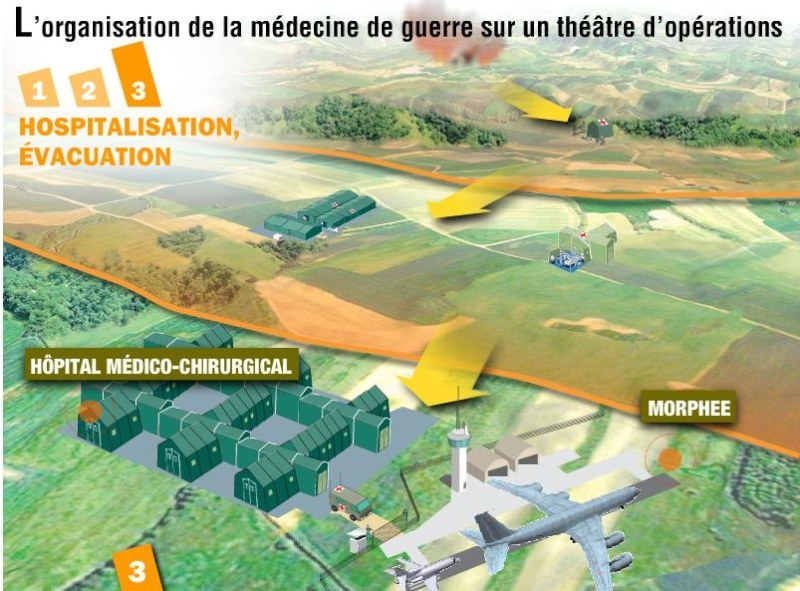 L'organisation de la médecine de guerre sur un théâtre d'opérations
1 2 3
HOSPITALISATION,
ÉVACUATION
HÔPITAL MÉDICO-CHIRURGICAL
MORPHEE
3